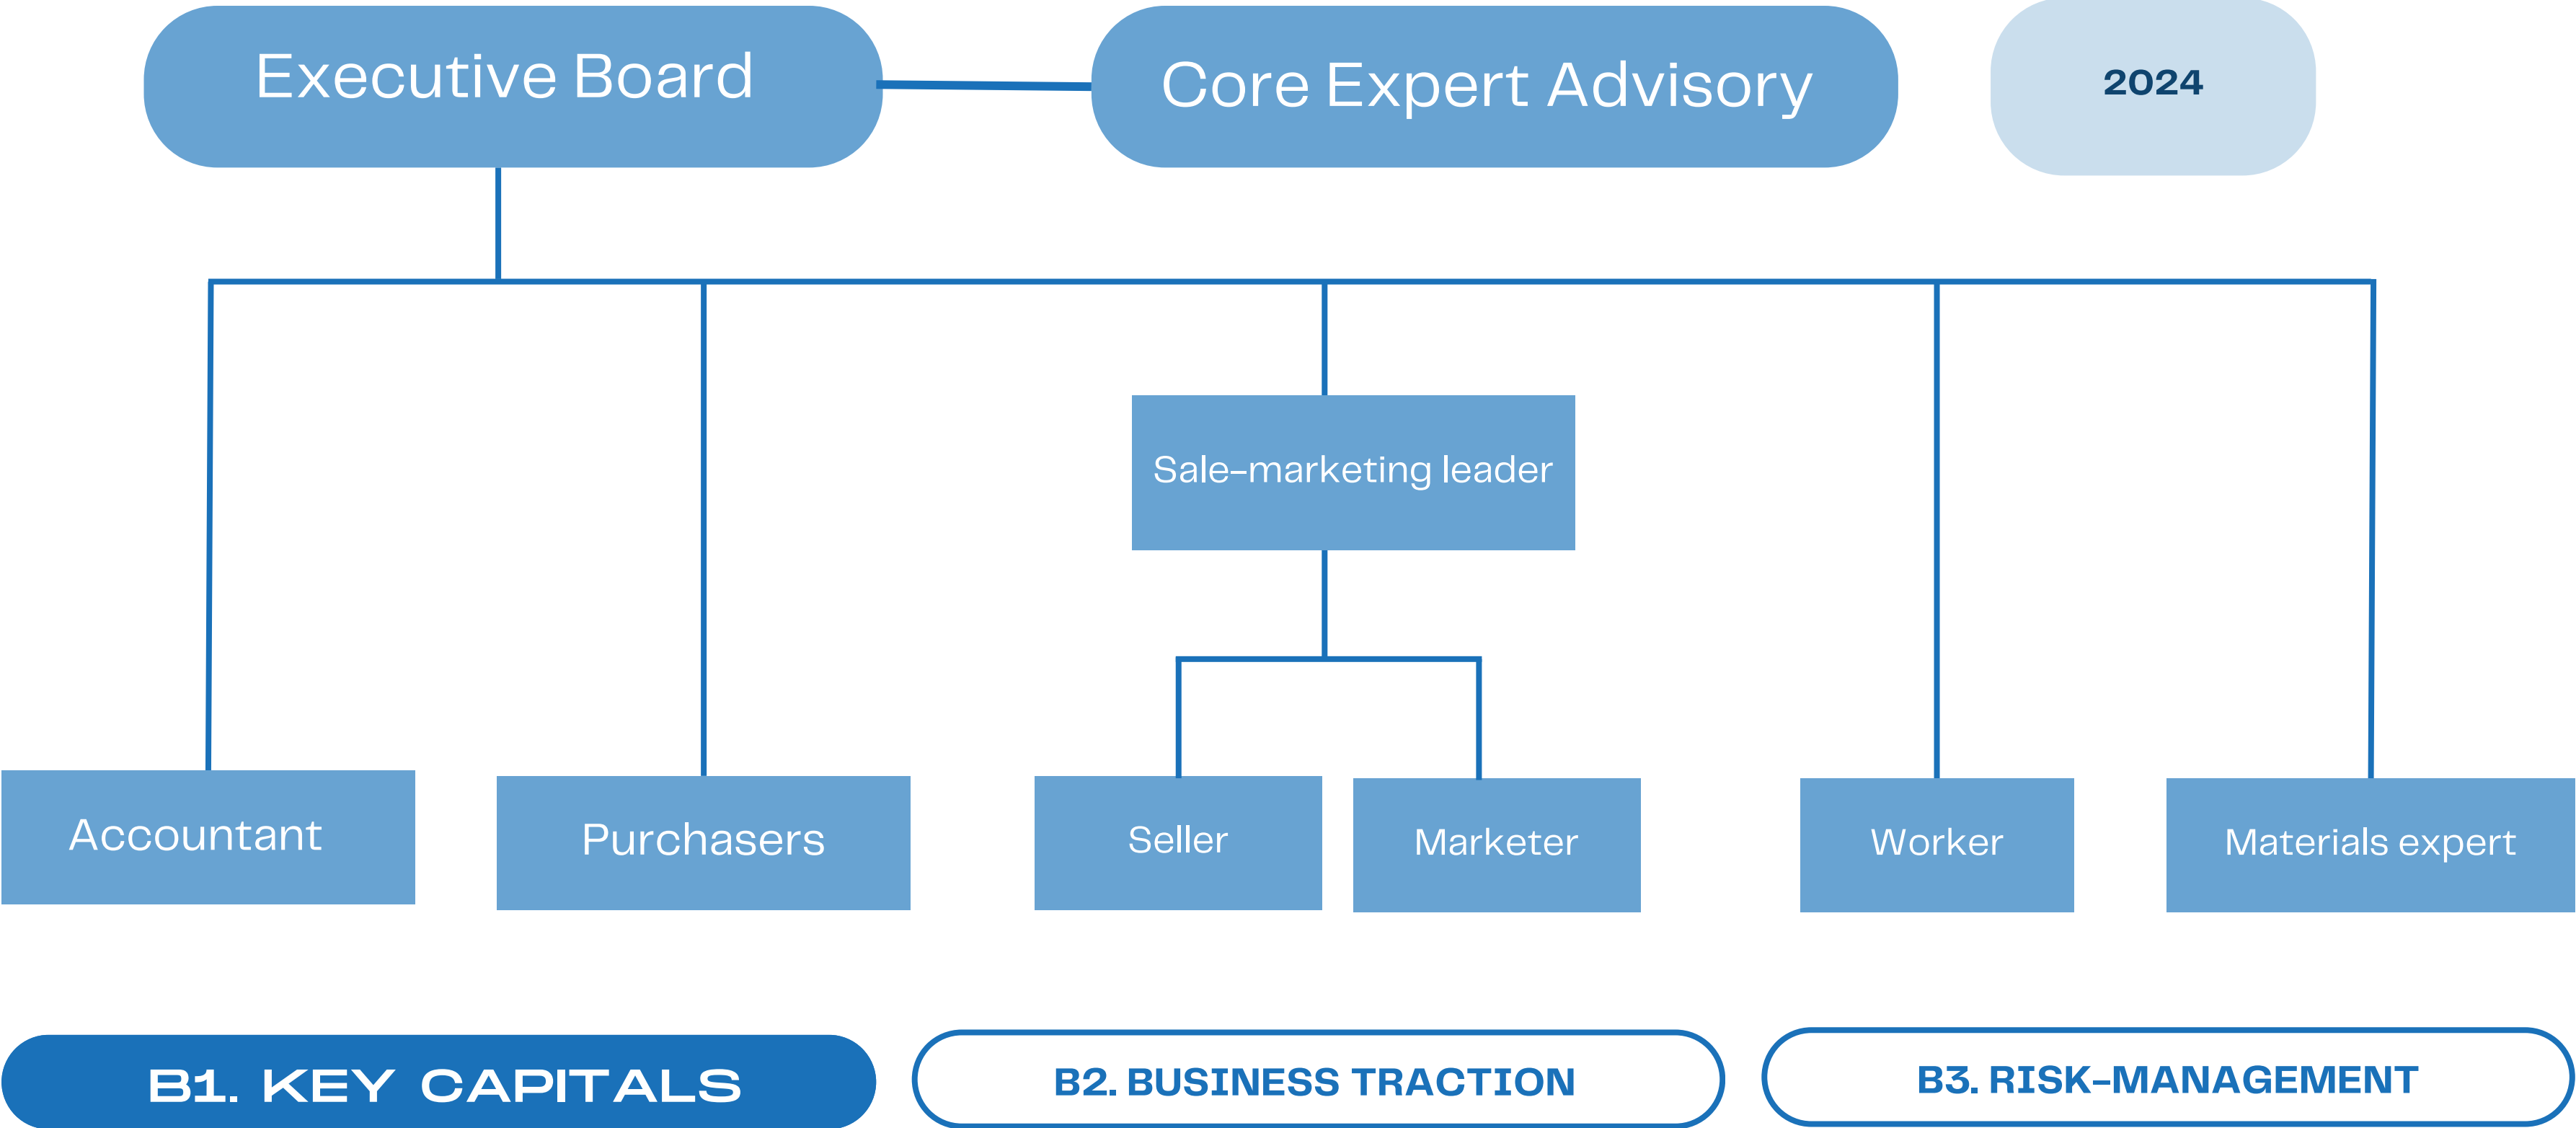 Executive Board
Core Expert Advisory
2024
Sale-marketing leader
Accountant
Purchasers
Seller
Marketer
Worker
Materials expert
B1. KEY CAPITALS
B2. BUSINESS TRACTION
B3. RISK-MANAGEMENT